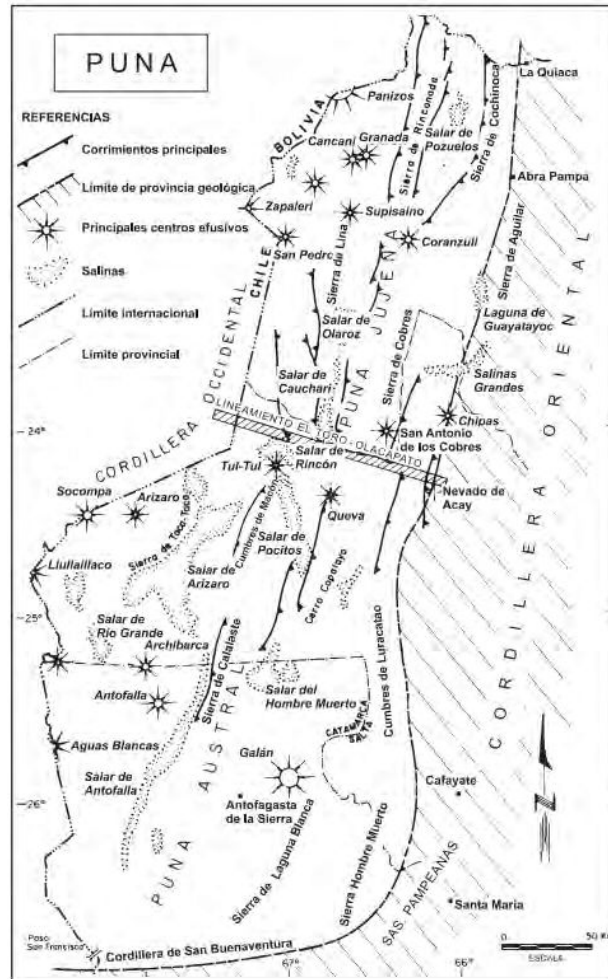 PUNA
REFERENCIAS
Corrimientos principales
Límite de provincia geológica
Principales centros efusivos
Salinas
Límite internacional
Límite provincial
La Quiaca
Panizos
BOLIVIA
Cancani
Granada
Sierra de Rinconada
Salar de
Pozuelos
Sierra de Cochinoca
Abra Pampa
Zapaleri
Supisaino
Coranzulí
San Pedro
Sierra de Lina
Sierra de Aguilar
CHILE
PUNA JUJEÑA
Laguna de
Guayatayoc
Salar de
Olaroz
Sierra de Cobres
Salinas
Grandes
Salar de
Cauchari
CORDILLERA OCCIDENTAL
CORDILLERA ORIENTAL
LINEAMIENTO EL TORO - OLACAPATO
Chipas
24°
San Antonio
de los Cobres
Salar de
Rincón
Tul-Tul
Nevado de
Acay
Socompa
Arizaro
Sierra de Toco-Toco
Cumbres de Macón
Queva
Salar de
Pocitos
Llullaillaco
Salar de
Arizaro
Cerro Copalayo
25°
Salar de
Río Grande
Archibarca
Sierra de Calalaste
Cumbres de Luracatao
Antofalla
Salar del
Hombre Muerto
CATAMARCA
SALTA
PUNA AUSTRAL
Aguas Blancas
Galán
Salar de
Antofalla
Cafayate
26°
Antofagasta
de la Sierra
Sierra de Laguna Blanca
Sierra Hombre Muerto
SAS. PAMPEANAS
Santa Maria
Paso
San Francisco
Cordillera de San Buenaventura
67°
66°
0
50 Km
ESCALA